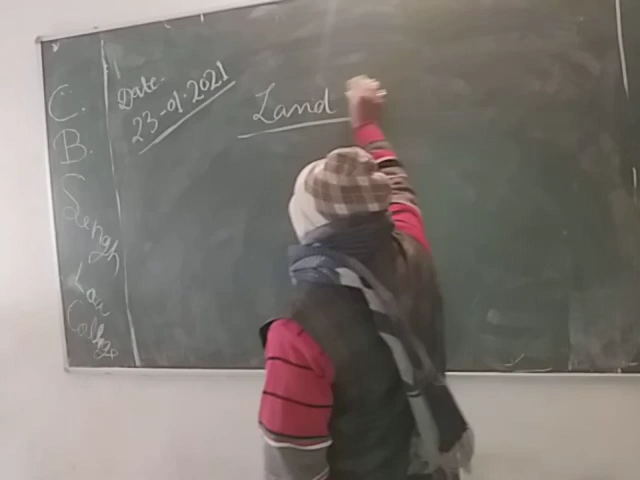 C.
B.
Singh
Law
College
Date.
23-01-2021
Land